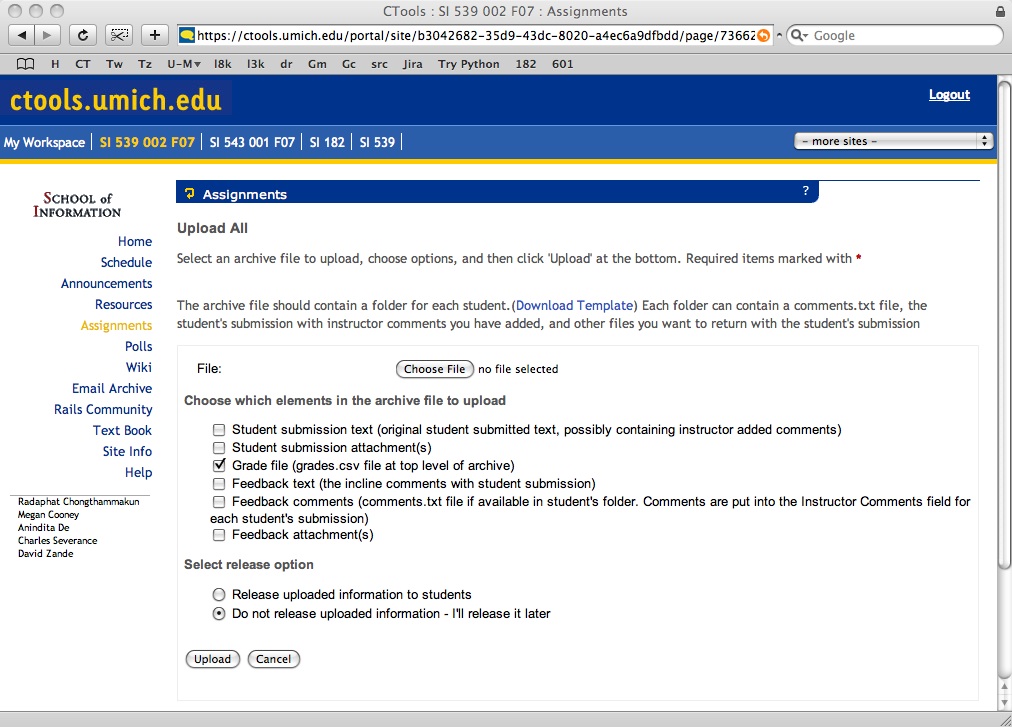 CTools : SI 539 002 F07 : Assignments
https://ctools.umich.edu/portal/site/b3042682-35d9-43dc-8020-a4ec6a9dfbdd/page/73662
Google
H CT Tw Tz U-M▾ l8k l3k dr Gm Gc src Jira Try Python 182 601
ctools.umich.edu
Logout
My Workspace SI 539 002 F07 SI 543 001 F07 SI 182 SI 539
- more sites -
SCHOOL of
INFORMATION
Home
Schedule
Announcements
Resources
Assignments
Polls
Wiki
Email Archive
Rails Community
Text Book
Site Info
Help
Radaphat Chongthammakun
Megan Cooney
Anindita De
Charles Severance
David Zande
Assignments ?
Upload All
Select an archive file to upload, choose options, and then click 'Upload' at the bottom. Required items marked with *
The archive file should contain a folder for each student.(Download Template) Each folder can contain a comments.txt file, the
student's submission with instructor comments you have added, and other files you want to return with the student's submission
File: Choose File no file selected
Choose which elements in the archive file to upload
Student submission text (original student submitted text, possibly containing instructor added comments)
Student submission attachment(s)
Grade file (grades.csv file at top level of archive)
Feedback text (the incline comments with student submission)
Feedback comments (comments.txt file if available in student's folder. Comments are put into the Instructor Comments field for
each student's submission)
Feedback attachment(s)
Select release option
Release uploaded information to students
Do not release uploaded information - I'll release it later
Upload Cancel